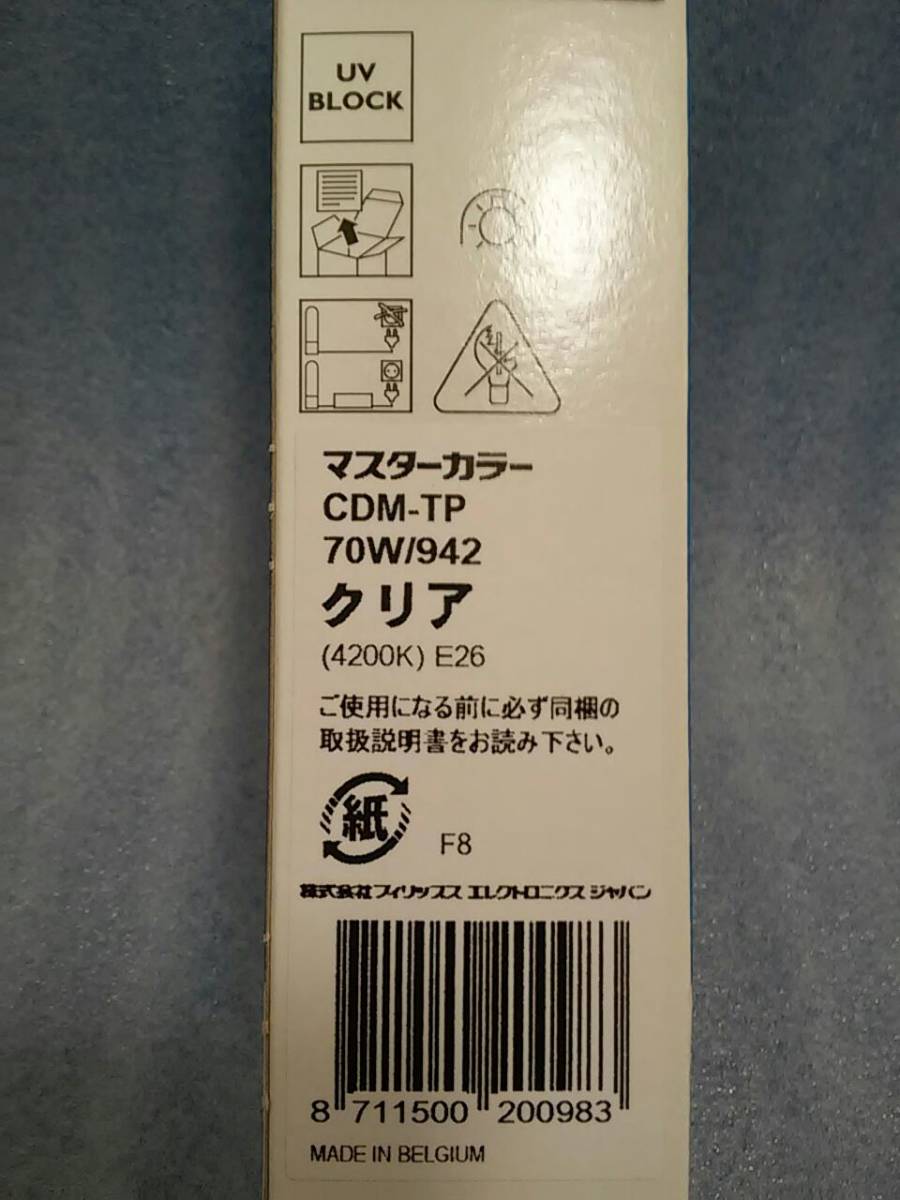 UV
BLOCK
マスターカラー
CDM-TP
70W/942
クリア
(4200K) E26
ご使用になる前に必ず同梱の
取扱説明書をお読み下さい。
紙
F8
株式会社フィリップス エレクトロニクス ジャパン
8 711500 200983
MADE IN BELGIUM